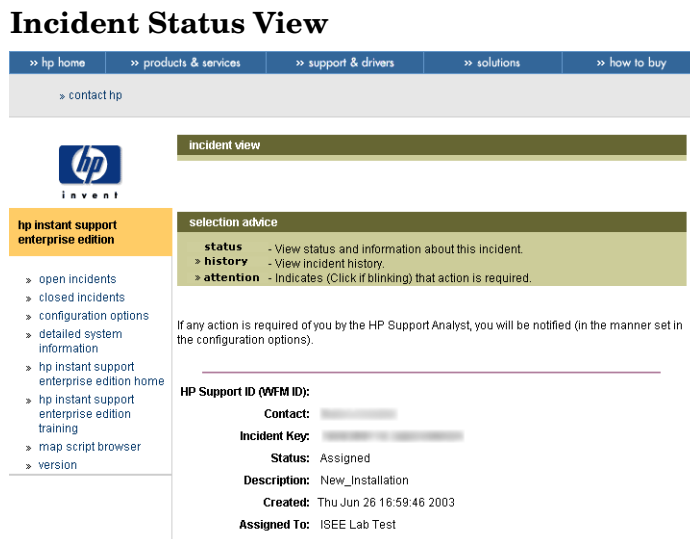 Incident Status View
» hp home » products & services » support & drivers » solutions » how to buy
» contact hp
hp
invent
incident view
hp instant support
enterprise edition
» open incidents
» closed incidents
» configuration options
» detailed system
information
» hp instant support
enterprise edition home
» hp instant support
enterprise edition
training
» map script browser
» version
selection advice
status - View status and information about this incident.
» history - View incident history.
» attention - Indicates (Click if blinking) that action is required.
If any action is required of you by the HP Support Analyst, you will be notified (in the manner set in
the configuration options).
HP Support ID (WFM ID):
Contact:
Incident Key:
Status: Assigned
Description: New_Installation
Created: Thu Jun 26 16:59:46 2003
Assigned To: ISEE Lab Test